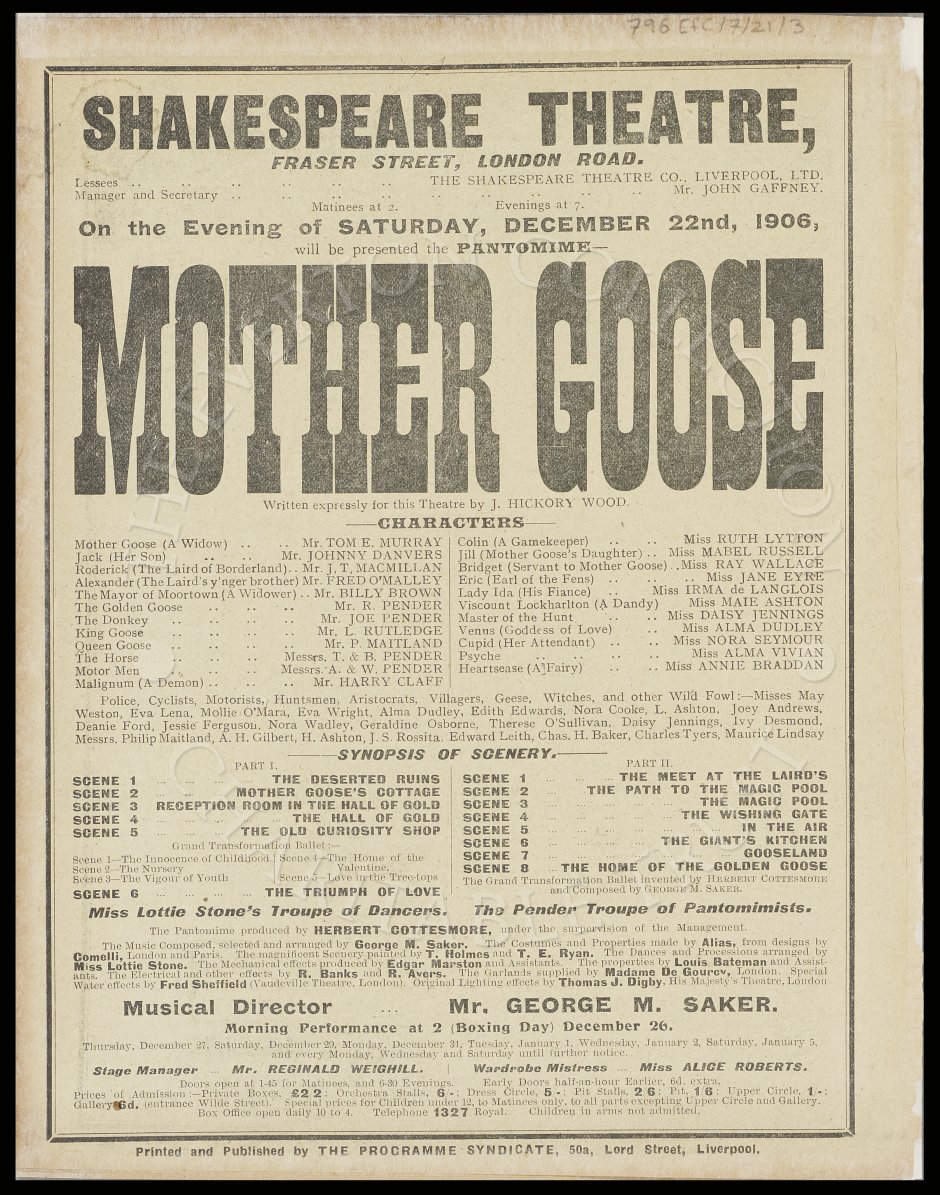 796 EfC/7/21/3
SHAKESPEARE THEATRE,
FRASER STREET, LONDON ROAD.
Lessees .. .. .. .. .. .. THE SHAKESPEARE THEATRE CO., LIVERPOOL, LTD.
Manager and Secretary .. .. .. .. .. .. .. .. .. Mr. JOHN GAFFNEY.
Matinees at 2. Evenings at 7.
On the Evening of SATURDAY, DECEMBER 22nd, 1906,
will be presented the PANTOMIME—
MOTHER GOOSE
Written expressly for this Theatre by J. HICKORY WOOD.
CHARACTERS
Mother Goose (A Widow) .. .. Mr. TOM E. MURRAY
Jack (Her Son) .. .. Mr. JOHNNY DANVERS
Roderick (The Laird of Borderland).. Mr. J, T, MACMILLAN
Alexander (The Laird's y'nger brother) Mr. FRED O'MALLEY
The Mayor of Moortown (A Widower) .. Mr. BILLY BROWN
The Golden Goose .. .. .. Mr. R. PENDER
The Donkey .. .. .. .. Mr. JOE PENDER
King Goose .. .. .. .. Mr. L. RUTLEDGE
Queen Goose .. .. .. .. Mr. P. MAITLAND
The Horse .. .. .. Messrs. T. & B. PENDER
Motor Men .. .. .. Messrs. A. & W. PENDER
Malignum (A Demon) .. .. .. Mr. HARRY CLAFF
Colin (A Gamekeeper) .. .. Miss RUTH LYTTON
Jill (Mother Goose's Daughter) .. Miss MABEL RUSSELL
Bridget (Servant to Mother Goose) . .Miss RAY WALLACE
Eric (Earl of the Fens) .. .. .. Miss JANE EYRE
Lady Ida (His Fiance) .. Miss IRMA de LANGLOIS
Viscount Lockharlton (A Dandy) Miss MAIE ASHTON
Master of the Hunt .. .. Miss DAISY JENNINGS
Venus (Goddess of Love) .. Miss ALMA DUDLEY
Cupid (Her Attendant) .. .. Miss NORA SEYMOUR
Psyche .. .. .. Miss ALMA VIVIAN
Heartsease (A Fairy) .. .. Miss ANNIE BRADDAN
Police, Cyclists, Motorists, Huntsmen, Aristocrats, Villagers, Geese, Witches, and other Wild Fowl :—Misses May
Weston, Eva Lena, Mollie O'Mara, Eva Wright, Alma Dudley, Edith Edwards, Nora Cooke, L. Ashton, Joey Andrews,
Deanie Ford, Jessie Ferguson, Nora Wadley, Geraldine Osborne, Therese O'Sullivan, Daisy Jennings, Ivy Desmond,
Messrs. Philip Maitland, A. H. Gilbert, H. Ashton, J. S. Rossita, Edward Leith, Chas. H. Baker, Charles Tyers, Maurice Lindsay
SYNOPSIS OF SCENERY.
PART I.
SCENE 1 ... ... ... THE DESERTED RUINS
SCENE 2 ... ... MOTHER GOOSE'S COTTAGE
SCENE 3 RECEPTION ROOM IN THE HALL OF GOLD
SCENE 4 ... ... ... THE HALL OF GOLD
SCENE 5 ... ... THE OLD CURIOSITY SHOP
Grand Transformation Ballet :—
Scene 1—The Innocence of Childhood
Scene 2—The Nursery
Scene 3—The Vigour of Youth
Scene 4—The Home of the
Valentine.
Scene 5—Love in the Tree-tops
SCENE 6 ... ... ... THE TRIUMPH OF LOVE
PART II.
SCENE 1 ... ... THE MEET AT THE LAIRD'S
SCENE 2 ... THE PATH TO THE MAGIC POOL
SCENE 3 ... ... ... THE MAGIC POOL
SCENE 4 ... ... ... THE WISHING GATE
SCENE 5 ... ... ... IN THE AIR
SCENE 6 ... ... ... THE GIANT'S KITCHEN
SCENE 7 ... ... ... GOOSELAND
SCENE 8 ... THE HOME OF THE GOLDEN GOOSE
The Grand Transformation Ballet invented by HERBERT COTTESMORE
and Composed by GEORGE M. SAKER.
Miss Lottie Stone's Troupe of Dancers. The Pender Troupe of Pantomimists.
The Pantomime produced by HERBERT COTTESMORE, under the supervision of the Management.
The Music Composed, selected and arranged by George M. Saker. The Costumes and Properties made by Alias, from designs by
Comelli, London and Paris. The magnificent Scenery painted by T. Holmes and T. E. Ryan. The Dances and Processions arranged by
Miss Lottie Stone. The Mechanical effects produced by Edgar Marston and Assistants. The properties by Louis Bateman and Assist-
ants. The Electrical and other effects by R. Banks and R. Avers. The Garlands supplied by Madame De Gourcy, London. Special
Water effects by Fred Sheffield (Vaudeville Theatre, London). Original Lighting effects by Thomas J. Digby, His Majesty's Theatre, London
Musical Director ... Mr. GEORGE M. SAKER.
Morning Performance at 2 (Boxing Day) December 26.
Thursday, December 27, Saturday, December 29, Monday, December 31, Tuesday, January 1, Wednesday, January 2, Saturday, January 5,
and every Monday, Wednesday and Saturday until further notice.
Stage Manager ... Mr. REGINALD WEIGHILL. | Wardrobe Mistress ... Miss ALICE ROBERTS.
Doors open at 1-45 for Matinees, and 6-30 Evenings. Early Doors half-an-hour Earlier, 6d. extra.
Prices of Admission :—Private Boxes, £2/2; Orchestra Stalls, 6/-; Dress Circle, 5/-; Pit Stalls, 2/6; Pit, 1/6; Upper Circle, 1/-;
Gallery 6d. (entrance Wilde Street). Special prices for Children under 12, to Matinees only, to all parts excepting Upper Circle and Gallery.
Box Office open daily 10 to 4. Telephone 1327 Royal. Children in arms not admitted.
Printed and Published by THE PROGRAMME SYNDICATE, 50a, Lord Street, Liverpool.